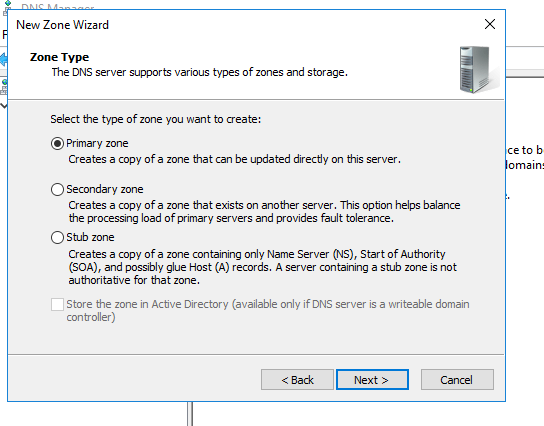 DNS Manager
New Zone Wizard
Zone Type
The DNS server supports various types of zones and storage.
Select the type of zone you want to create:
Primary zone
Creates a copy of a zone that can be updated directly on this server.
Secondary zone
Creates a copy of a zone that exists on another server. This option helps balance
the processing load of primary servers and provides fault tolerance.
Stub zone
Creates a copy of a zone containing only Name Server (NS), Start of Authority
(SOA), and possibly glue Host (A) records. A server containing a stub zone is not
authoritative for that zone.
Store the zone in Active Directory (available only if DNS server is a writeable domain
controller)
< Back
Next >
Cancel
ce to b
omains